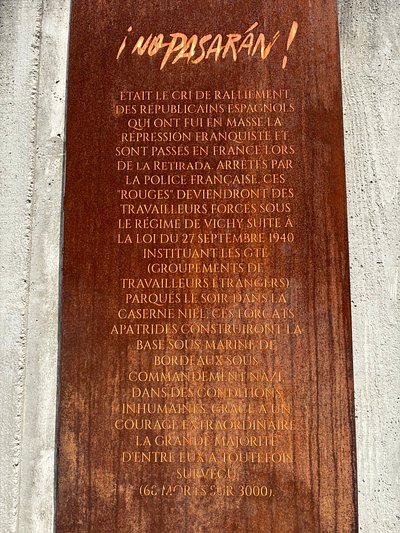 ¡NO PASARÁN!
ÉTAIT LE CRI DE RALLIEMENT
DES RÉPUBLICAINS ESPAGNOLS
QUI ONT FUI EN MASSE LA
RÉPRESSION FRANQUISTE ET
SONT PASSÉS EN FRANCE LORS
DE LA RETIRADA. ARRÊTÉS PAR
LA POLICE FRANÇAISE, CES
"ROUGES" DEVIENDRONT DES
TRAVAILLEURS FORCÉS SOUS
LE RÉGIME DE VICHY SUITE À
LA LOI DU 27 SEPTEMBRE 1940
INSTITUANT LES GTE
(GROUPEMENTS DE
TRAVAILLEURS ÉTRANGERS)
PARQUÉS LE SOIR DANS LA
CASERNE NIEL, CES FORÇATS
APATRIDES CONSTRUIRONT LA
BASE SOUS-MARINE DE
BORDEAUX SOUS
COMMANDEMENT NAZI,
DANS DES CONDITIONS
INHUMAINES. GRÂCE À UN
COURAGE EXTRAORDINAIRE
LA GRANDE MAJORITÉ
D'ENTRE EUX A TOUTEFOIS
SURVÉCU.
(68 MORTS SUR 3000).